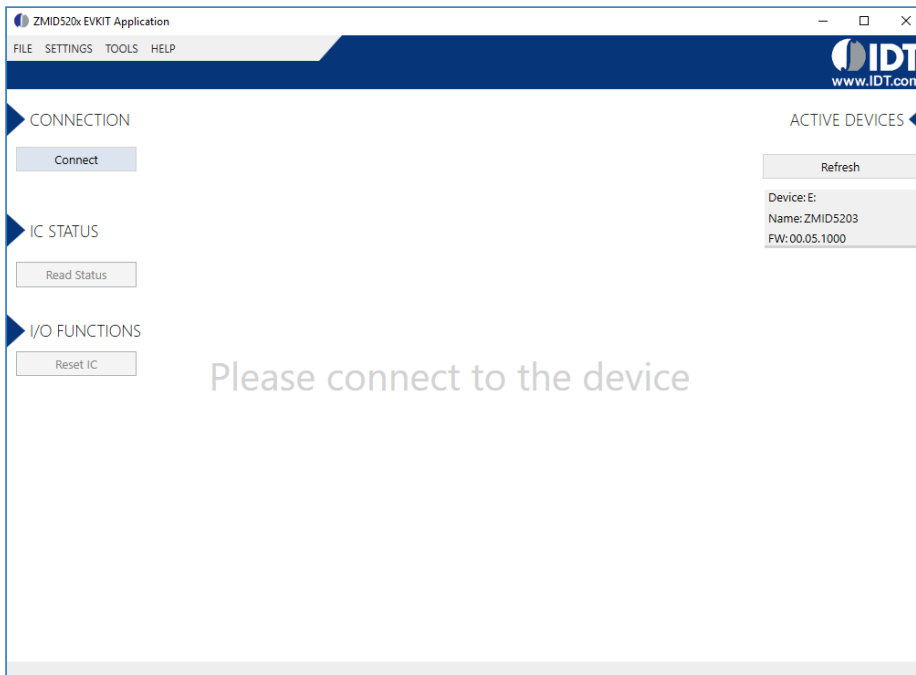 ZMID520x EVKIT Application
FILE SETTINGS TOOLS HELP
IDT
www.IDT.com
CONNECTION
Connect
IC STATUS
Read Status
I/O FUNCTIONS
Reset IC
Please connect to the device
ACTIVE DEVICES
Refresh
Device: E:
Name: ZMID5203
FW: 00.05.1000